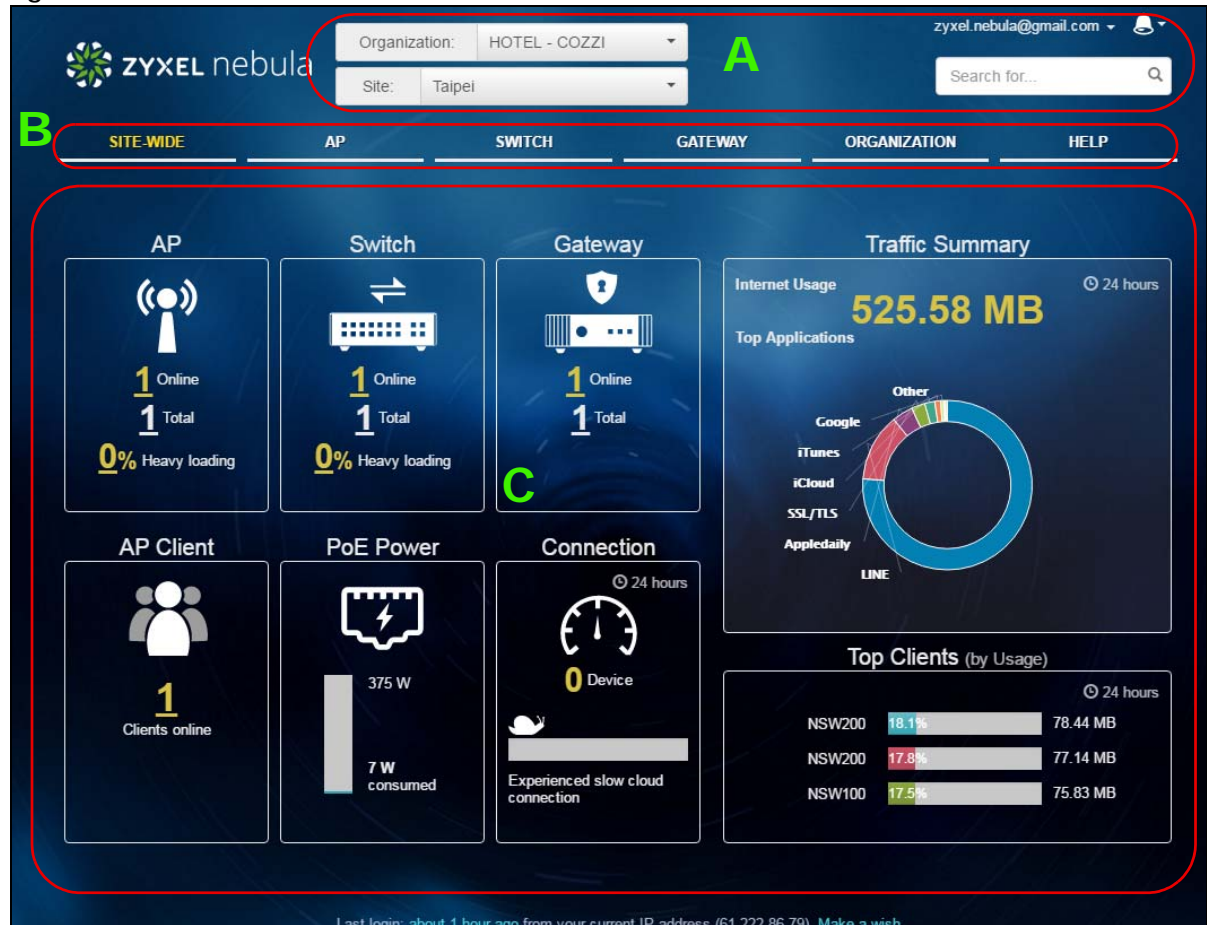 Organization: HOTEL - COZZI
zyxel.nebula@gmail.com
ZYXEL nebula
A
Site: Taipei
Search for...
B
SITE-WIDE AP SWITCH GATEWAY ORGANIZATION HELP
AP
1 Online
1 Total
0% Heavy loading
Switch
1 Online
1 Total
0% Heavy loading
Gateway
1 Online
1 Total
C
Traffic Summary
Internet Usage
24 hours
525.58 MB
Top Applications
Other
Google
iTunes
iCloud
SSL/TLS
Appledaily
LINE
AP Client
1
Clients online
PoE Power
375 W
7 W
consumed
Connection
24 hours
0 Device
Experienced slow cloud
connection
Top Clients (by Usage)
24 hours
NSW200 18.1% 78.44 MB
NSW200 17.8% 77.14 MB
NSW100 17.5% 75.83 MB
Last login: about 1 hour ago from your current IP address (61.222.86.79) Make a wish